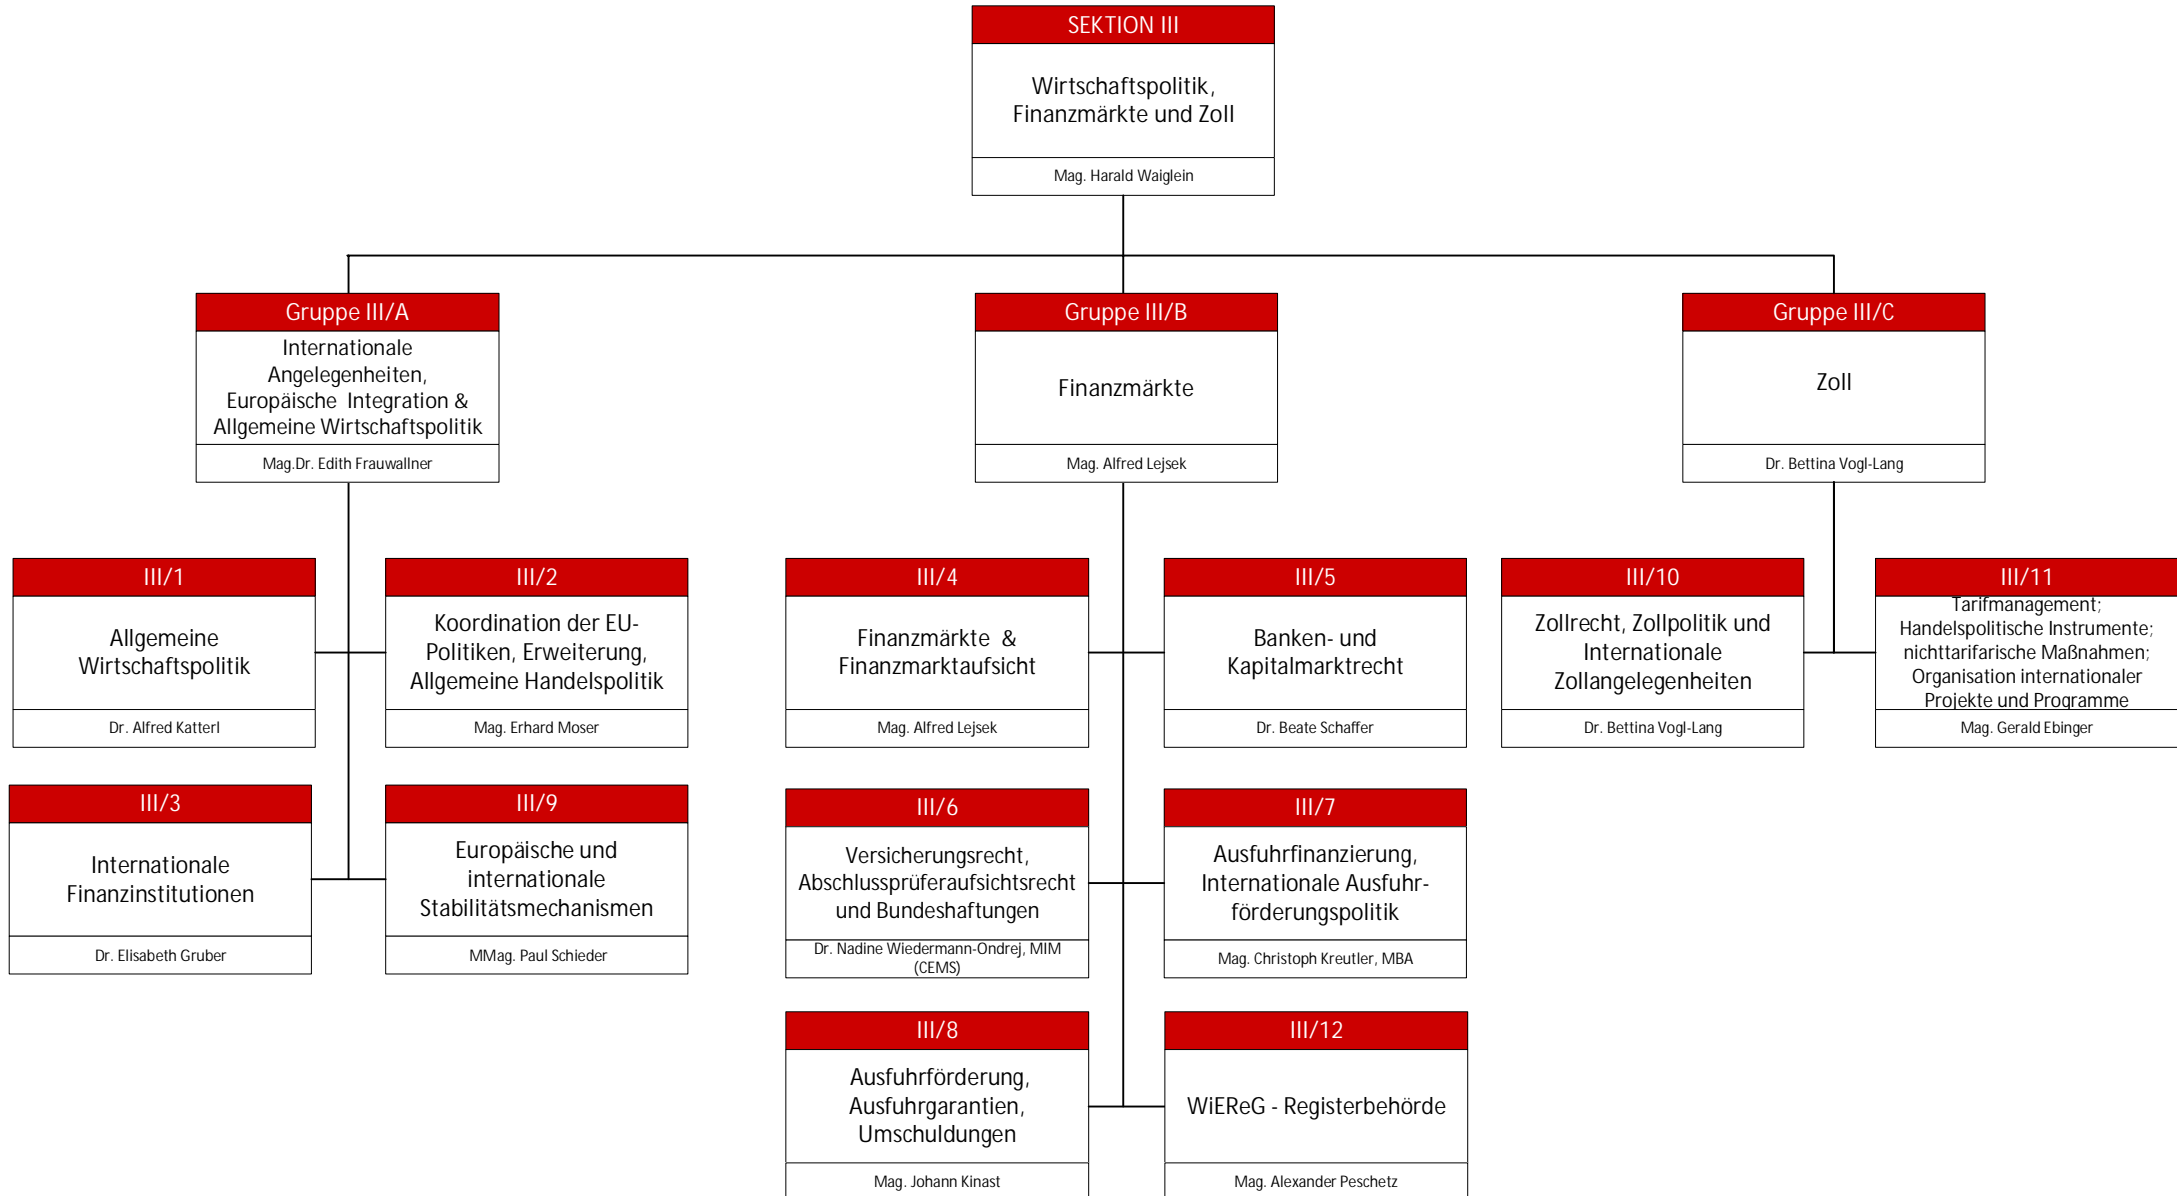 SEKTION III
Wirtschaftspolitik,
Finanzmärkte und Zoll
Mag. Harald Waiglein
Gruppe III/A
Internationale
Angelegenheiten,
Europäische Integration &
Allgemeine Wirtschaftspolitik
Mag.Dr. Edith Frauwallner
Gruppe III/B
Finanzmärkte
Mag. Alfred Lejsek
Gruppe III/C
Zoll
Dr. Bettina Vogl-Lang
III/1
Allgemeine
Wirtschaftspolitik
Dr. Alfred Katterl
III/2
Koordination der EU-
Politiken, Erweiterung,
Allgemeine Handelspolitik
Mag. Erhard Moser
III/4
Finanzmärkte &
Finanzmarktaufsicht
Mag. Alfred Lejsek
III/5
Banken- und
Kapitalmarktrecht
Dr. Beate Schaffer
III/10
Zollrecht, Zollpolitik und
Internationale
Zollangelegenheiten
Dr. Bettina Vogl-Lang
III/11
Tarifmanagement;
Handelspolitische Instrumente;
nichttarifarische Maßnahmen;
Organisation internationaler
Projekte und Programme
Mag. Gerald Ebinger
III/3
Internationale
Finanzinstitutionen
Dr. Elisabeth Gruber
III/9
Europäische und
internationale
Stabilitätsmechanismen
MMag. Paul Schieder
III/6
Versicherungsrecht,
Abschlussprüferaufsichtsrecht
und Bundeshaftungen
Dr. Nadine Wiedermann-Ondrej, MIM
(CEMS)
III/7
Ausfuhrfinanzierung,
Internationale Ausfuhr-
förderungspolitik
Mag. Christoph Kreutler, MBA
III/8
Ausfuhrförderung,
Ausfuhrgarantien,
Umschuldungen
Mag. Johann Kinast
III/12
WiEReG - Registerbehörde
Mag. Alexander Peschetz